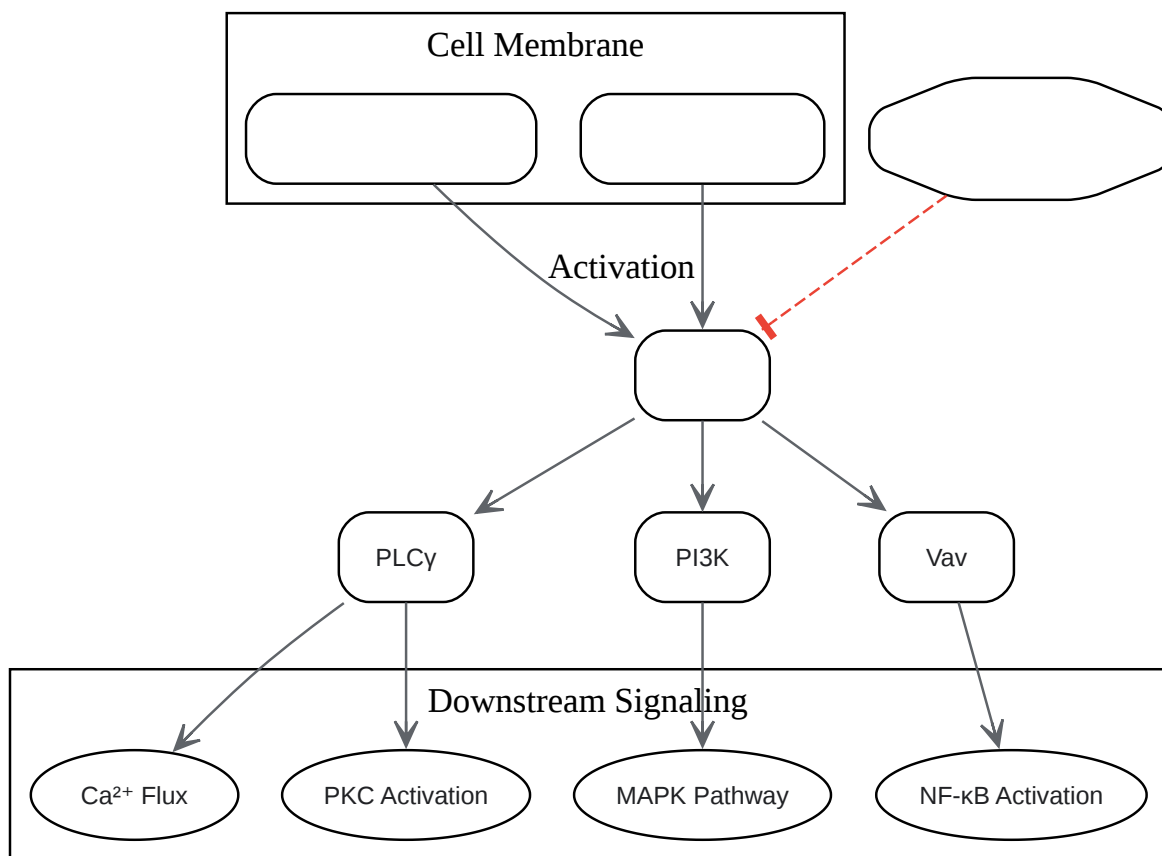 Cell Membrane
Activation
PLCγ
PI3K
Vav
Downstream Signaling
Ca²⁺ Flux
PKC Activation
MAPK Pathway
NF-κB Activation